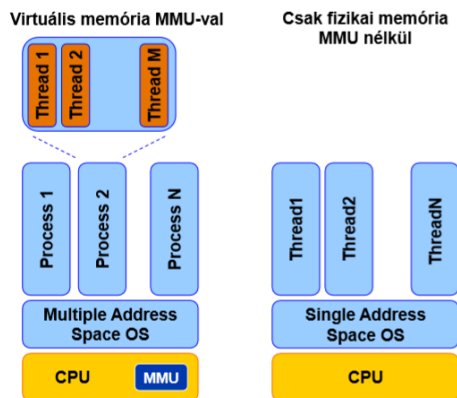 Virtuális memória MMU-val
Thread 1
Thread 2
Thread M
Process 1
Process 2
Process N
Multiple Address
Space OS
CPU
MMU
Csak fizikai memória
MMU nélkül
Thread1
Thread2
ThreadN
Single Address
Space OS
CPU